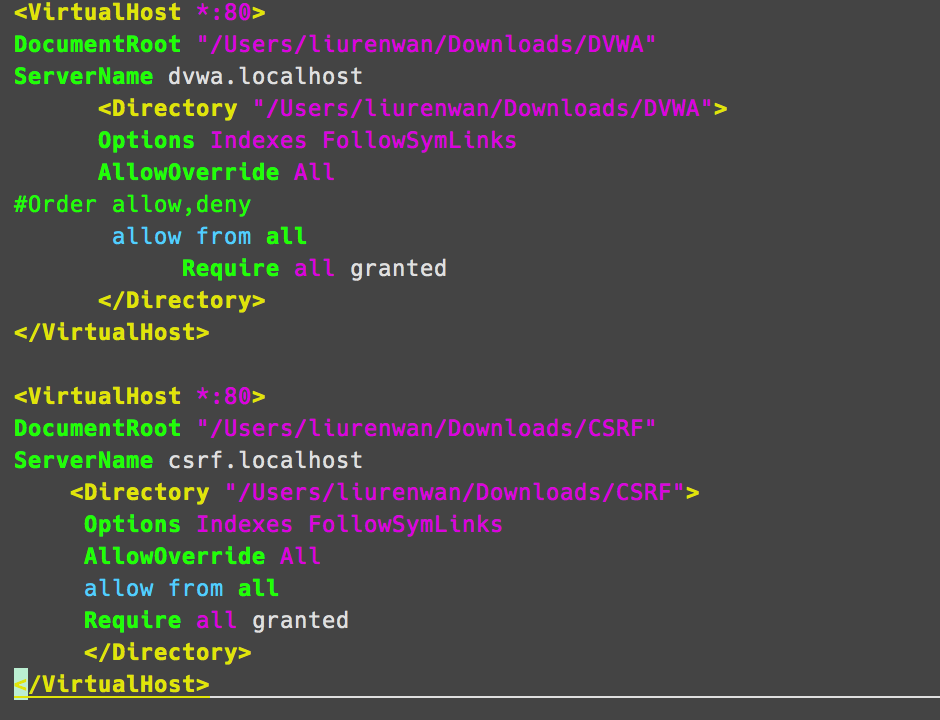 <VirtualHost *:80>
DocumentRoot "/Users/liurenwan/Downloads/DVWA"
ServerName dvwa.localhost
<Directory "/Users/liurenwan/Downloads/DVWA">
Options Indexes FollowSymLinks
AllowOverride All
#Order allow,deny
allow from all
Require all granted
</Directory>
</VirtualHost>
<VirtualHost *:80>
DocumentRoot "/Users/liurenwan/Downloads/CSRF"
ServerName csrf.localhost
<Directory "/Users/liurenwan/Downloads/CSRF">
Options Indexes FollowSymLinks
AllowOverride All
allow from all
Require all granted
</Directory>
</VirtualHost>